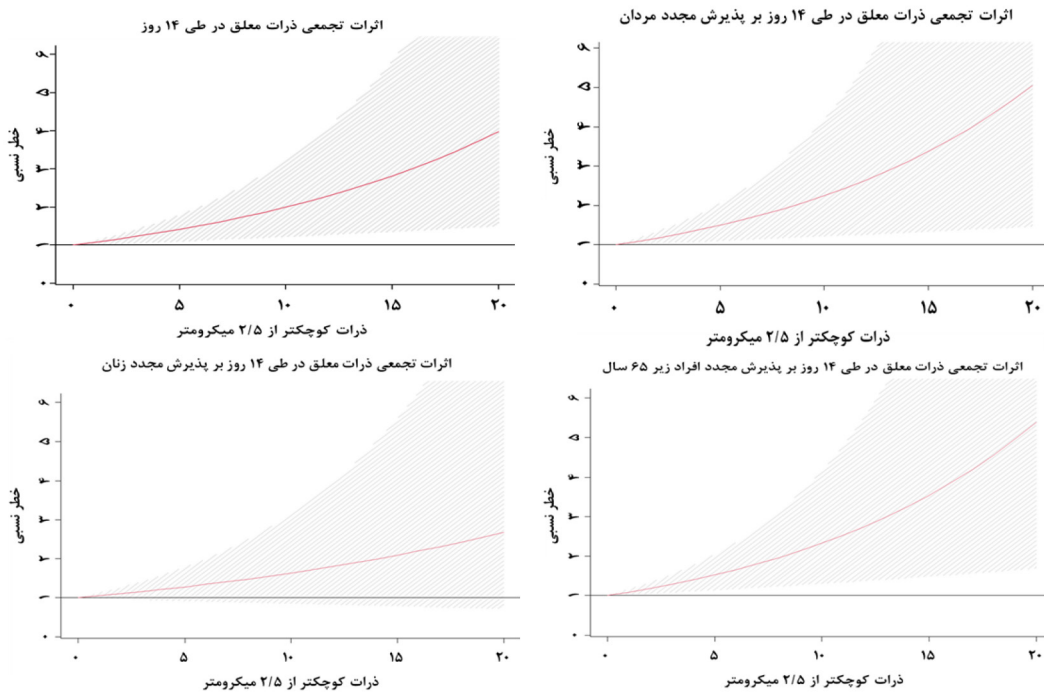 اثرات تجمعی ذرات معلق در طی ۱۴ روز
خطر نسبی
۶
۵
۴
۳
۲
۱
۰
۰ ۵ ۱۰ ۱۵ ۲۰
ذرات کوچکتر از ۲/۵ میکرومتر
اثرات تجمعی ذرات معلق در طی ۱۴ روز بر پذیرش مجدد مردان
خطر نسبی
۶
۵
۴
۳
۲
۱
۰
۰ ۵ ۱۰ ۱۵ ۲۰
ذرات کوچکتر از ۲/۵ میکرومتر
اثرات تجمعی ذرات معلق در طی ۱۴ روز بر پذیرش مجدد زنان
خطر نسبی
۶
۵
۴
۳
۲
۱
۰
۰ ۵ ۱۰ ۱۵ ۲۰
ذرات کوچکتر از ۲/۵ میکرومتر
اثرات تجمعی ذرات معلق در طی ۱۴ روز بر پذیرش مجدد افراد زیر ۶۵ سال
خطر نسبی
۶
۵
۴
۳
۲
۱
۰
۰ ۵ ۱۰ ۱۵ ۲۰
ذرات کوچکتر از ۲/۵ میکرومتر